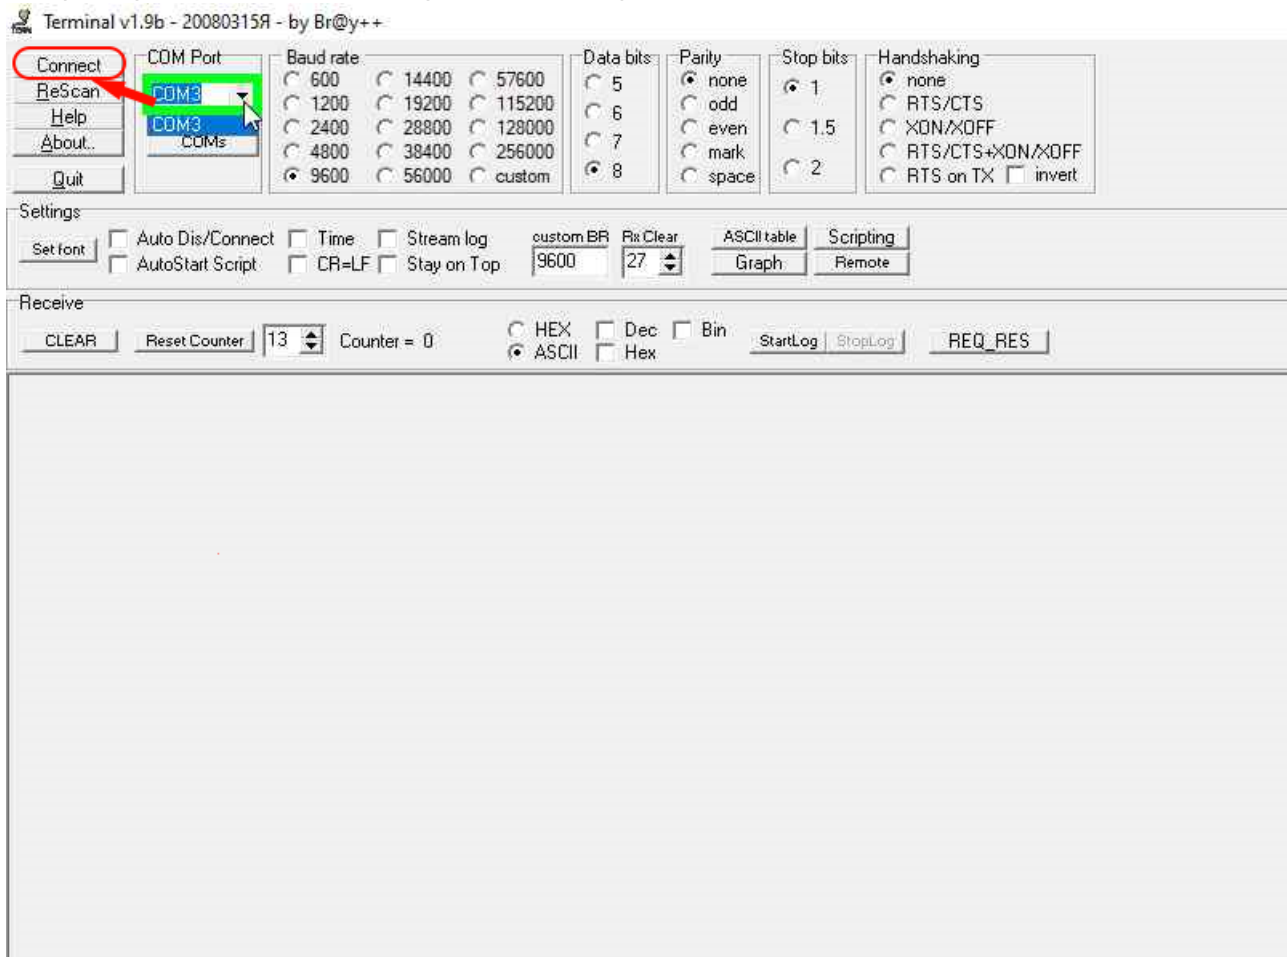 Terminal v1.9b - 20080315Я - by Br@y++
Connect
ReScan
Help
About..
Quit
COM Port
COM3
COM3
COMs
Baud rate
600 14400 57600
1200 19200 115200
2400 28800 128000
4800 38400 256000
9600 56000 custom
Data bits
5
6
7
8
Parity
none
odd
even
mark
space
Stop bits
1
1.5
2
Handshaking
none
RTS/CTS
XON/XOFF
RTS/CTS+XON/XOFF
RTS on TX invert
Settings
Set font
Auto Dis/Connect Time Stream log
AutoStart Script CR=LF Stay on Top
custom BR Rx Clear
9600 27
ASCII table Scripting
Graph Remote
Receive
CLEAR Reset Counter 13 Counter = 0
HEX Dec Bin
ASCII Hex
StartLog StopLog REQ_RES